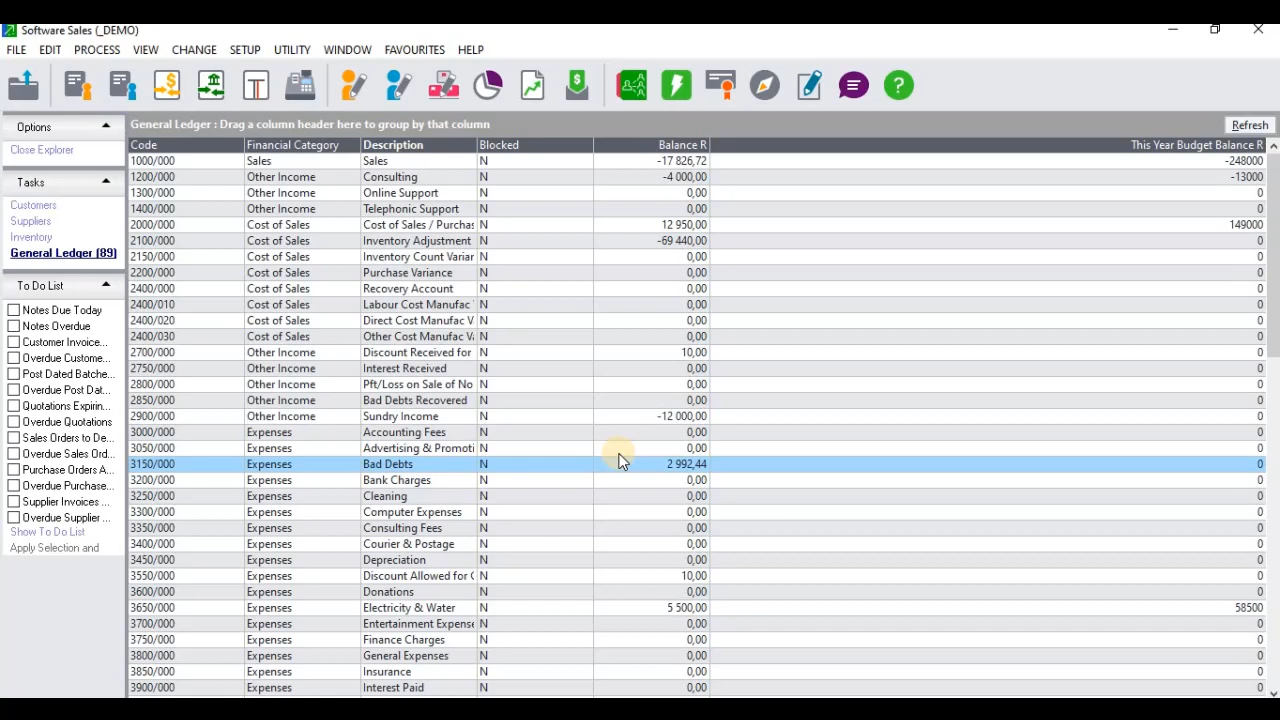 Software Sales (_DEMO)
FILE EDIT PROCESS VIEW CHANGE SETUP UTILITY WINDOW FAVOURITES HELP
Options
Close Explorer
Tasks
Customers
Suppliers
Inventory
General Ledger (89)
To Do List
Notes Due Today
Notes Overdue
Customer Invoice...
Overdue Custome...
Post Dated Batche...
Overdue Post Dat...
Quotations Expirin...
Overdue Quotations
Sales Orders to De...
Overdue Sales Ord...
Purchase Orders A...
Overdue Purchase...
Supplier Invoices ...
Overdue Supplier ...
Show To Do List
Apply Selection and
General Ledger : Drag a column header here to group by that column
Refresh
Code Financial Category Description Blocked Balance R This Year Budget Balance R
1000/000 Sales Sales N -17 826,72 -248000
1200/000 Other Income Consulting N -4 000,00 -13000
1300/000 Other Income Online Support N 0,00 0
1400/000 Other Income Telephonic Support N 0,00 0
2000/000 Cost of Sales Cost of Sales / Purchas N 12 950,00 149000
2100/000 Cost of Sales Inventory Adjustment N -69 440,00 0
2150/000 Cost of Sales Inventory Count Varian N 0,00 0
2200/000 Cost of Sales Purchase Variance N 0,00 0
2400/000 Cost of Sales Recovery Account N 0,00 0
2400/010 Cost of Sales Labour Cost Manufac N 0,00 0
2400/020 Cost of Sales Direct Cost Manufac V N 0,00 0
2400/030 Cost of Sales Other Cost Manufac Va N 0,00 0
2700/000 Other Income Discount Received for N 10,00 0
2750/000 Other Income Interest Received N 0,00 0
2800/000 Other Income Pft/Loss on Sale of No N 0,00 0
2850/000 Other Income Bad Debts Recovered N 0,00 0
2900/000 Other Income Sundry Income N -12 000,00 0
3000/000 Expenses Accounting Fees N 0,00 0
3050/000 Expenses Advertising & Promoti N 0,00 0
3150/000 Expenses Bad Debts N 2 992,44 0
3200/000 Expenses Bank Charges N 0,00 0
3250/000 Expenses Cleaning N 0,00 0
3300/000 Expenses Computer Expenses N 0,00 0
3350/000 Expenses Consulting Fees N 0,00 0
3400/000 Expenses Courier & Postage N 0,00 0
3450/000 Expenses Depreciation N 0,00 0
3550/000 Expenses Discount Allowed for C N 10,00 0
3600/000 Expenses Donations N 0,00 0
3650/000 Expenses Electricity & Water N 5 500,00 58500
3700/000 Expenses Entertainment Expense N 0,00 0
3750/000 Expenses Finance Charges N 0,00 0
3800/000 Expenses General Expenses N 0,00 0
3850/000 Expenses Insurance N 0,00 0
3900/000 Expenses Interest Paid N 0,00 0